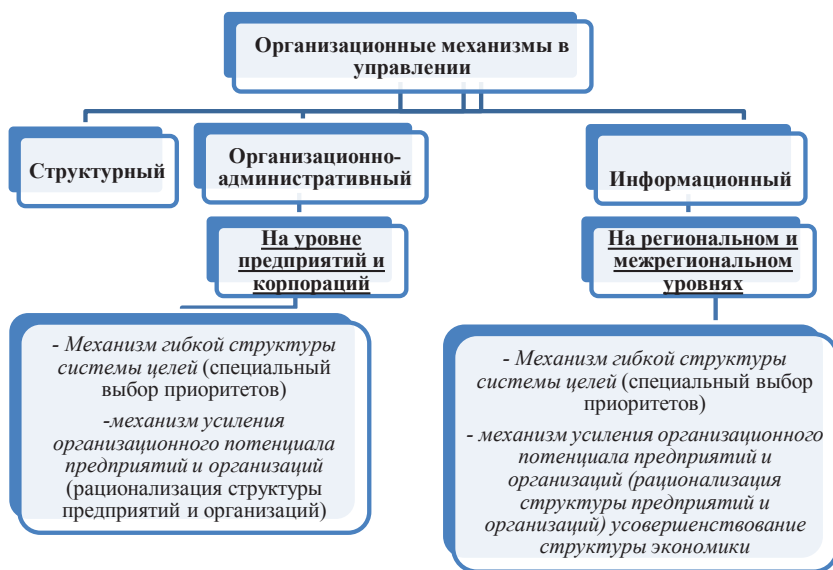 Организационные механизмы в
управлении
Структурный
Организационно-
административный
Информационный
На уровне
предприятий и
корпораций
На региональном и
межрегиональном
уровнях
- Механизм гибкой структуры
системы целей (специальный
выбор приоритетов)
-механизм усиления
организационного потенциала
предприятий и организаций
(рационализация структуры
предприятий и организаций)
- Механизм гибкой структуры
системы целей (специальный выбор
приоритетов)
- механизм усиления организационного
потенциала предприятий и
организаций (рационализация
структуры предприятий и
организаций) усовершенствование
структуры экономики